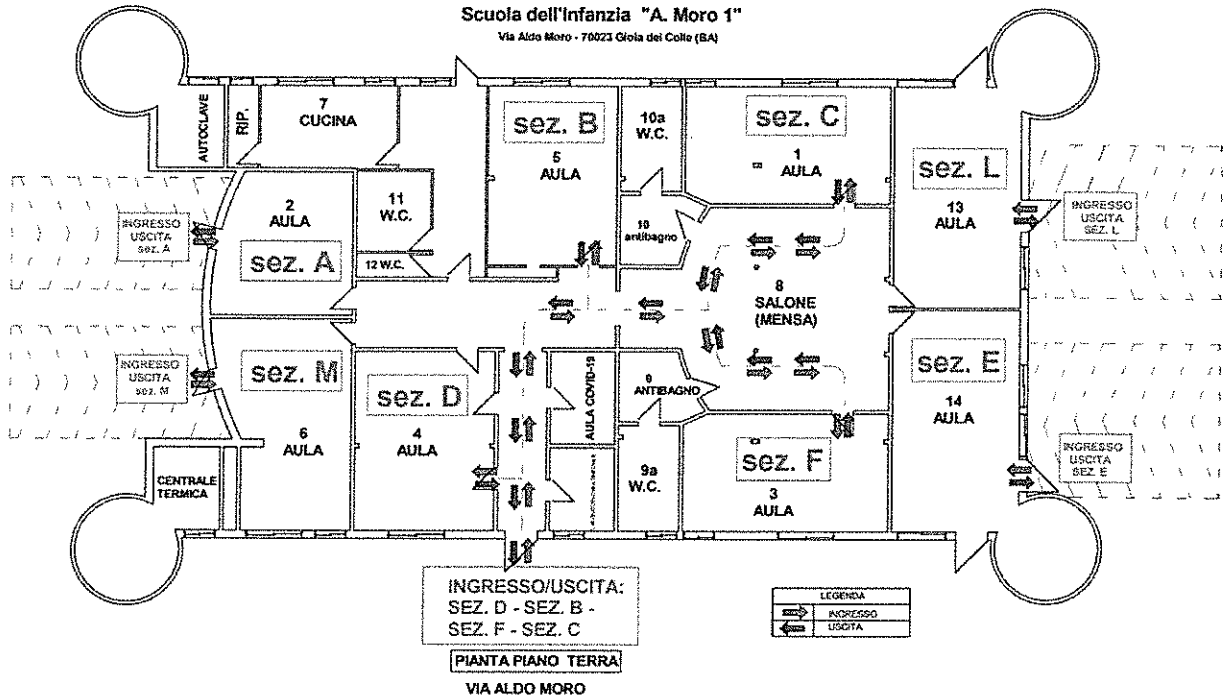 Scuola dell'Infanzia "A. Moro 1"
Via Aldo Moro - 70023 Gioia del Colle (BA)
AUTOCLAVE
RIP.
7
CUCINA
sez. B
5
AULA
10a
W.C.
sez. C
1
AULA
sez. L
13
AULA
INGRESSO
USCITA
SEZ. L
INGRESSO
USCITA
sez. A
2
AULA
sez. A
11
W.C.
12 W.C.
10
antibagno
8
SALONE
(MENSA)
INGRESSO
USCITA
sez. M
sez. M
6
AULA
sez. D
4
AULA
AULA COVID-19
9
ANTIBAGNO
9a
W.C.
sez. F
3
AULA
sez. E
14
AULA
INGRESSO
USCITA
SEZ. E
CENTRALE
TERMICA
INGRESSO/USCITA:
SEZ. D - SEZ. B -
SEZ. F - SEZ. C
LEGENDA
INGRESSO
USCITA
PIANTA PIANO TERRA
VIA ALDO MORO